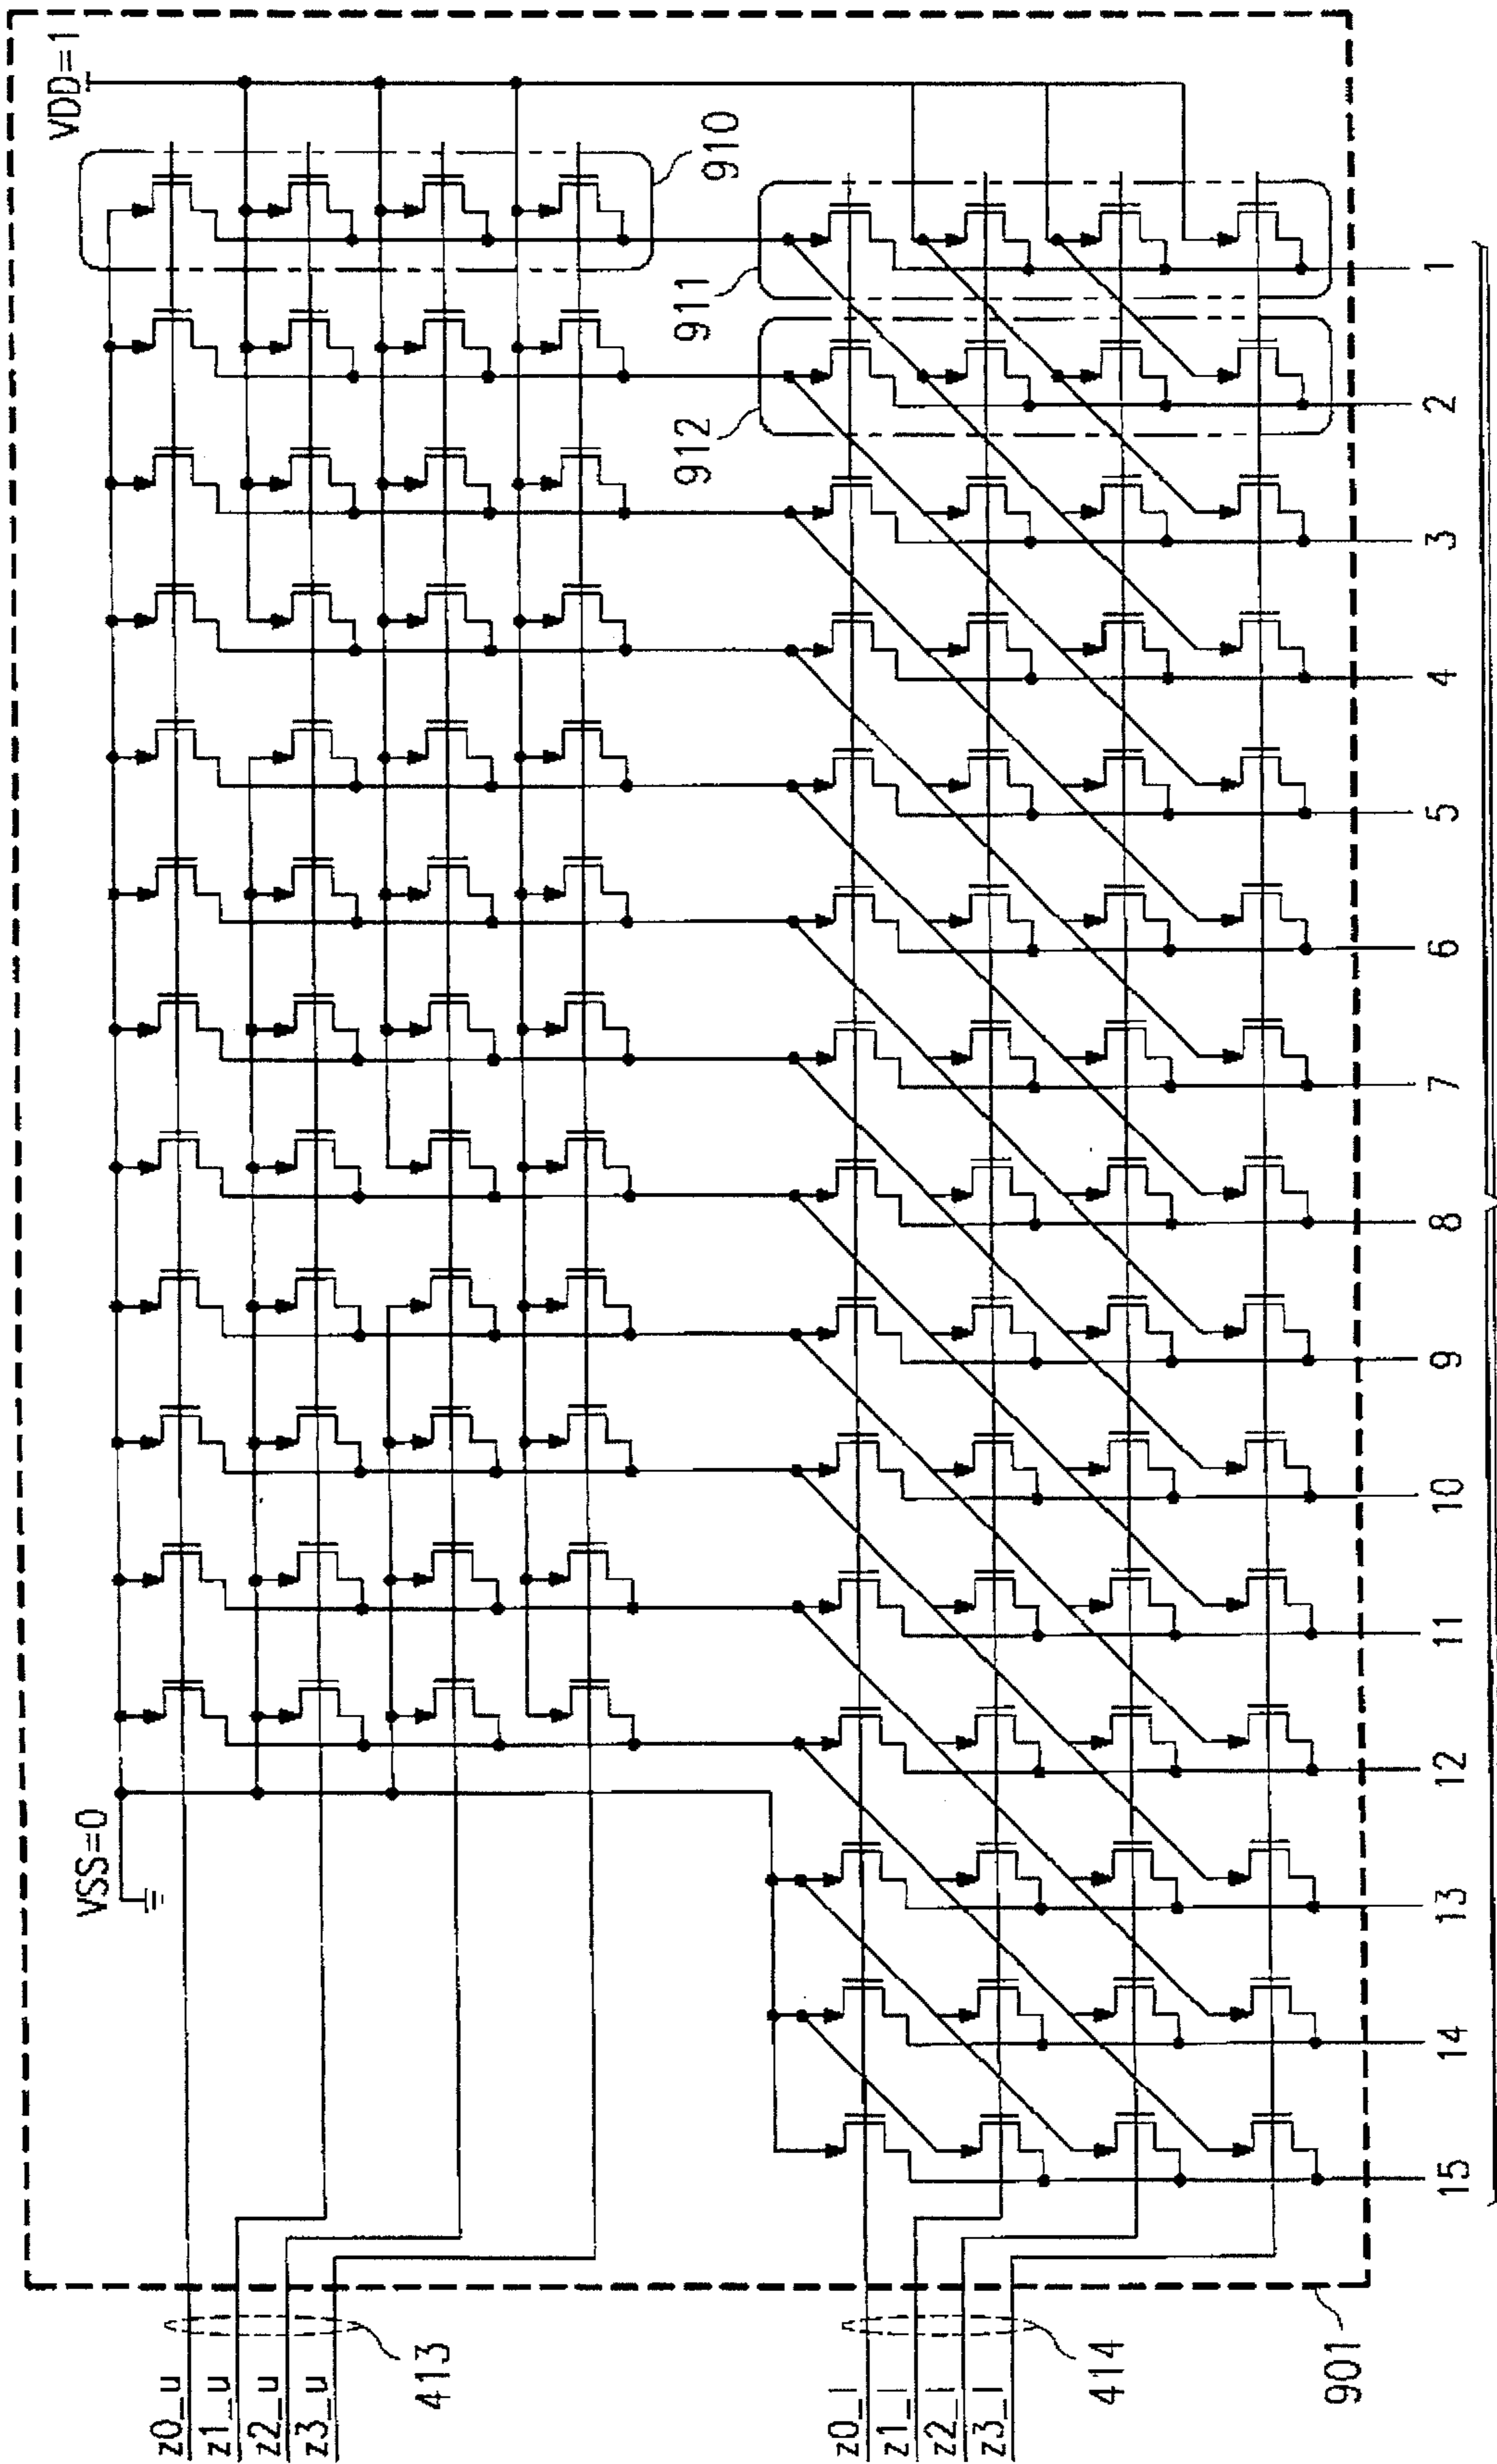 VDD=1
910
911
912
VSS=0
z0_u
z1_u
z2_u
z3_u
413
z0_l
z1_l
z2_l
z3_l
414
901
15 14 13 12 11 10 9 8 7 6 5 4 3 2 1